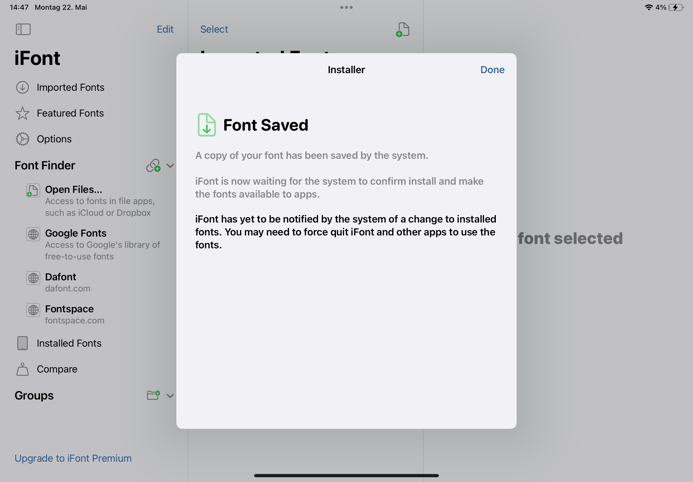 14:47 Montag 22. Mai
4%
Edit
iFont
Imported Fonts
Featured Fonts
Options
Font Finder
Open Files...
Access to fonts in file apps,
such as iCloud or Dropbox
Google Fonts
Access to Google's library of
free-to-use fonts
Dafont
dafont.com
Fontspace
fontspace.com
Installed Fonts
Compare
Groups
Upgrade to iFont Premium
Select
Installer
Done
Font Saved
A copy of your font has been saved by the system.
iFont is now waiting for the system to confirm install and make
the fonts available to apps.
iFont has yet to be notified by the system of a change to installed
fonts. You may need to force quit iFont and other apps to use the
fonts.
font selected